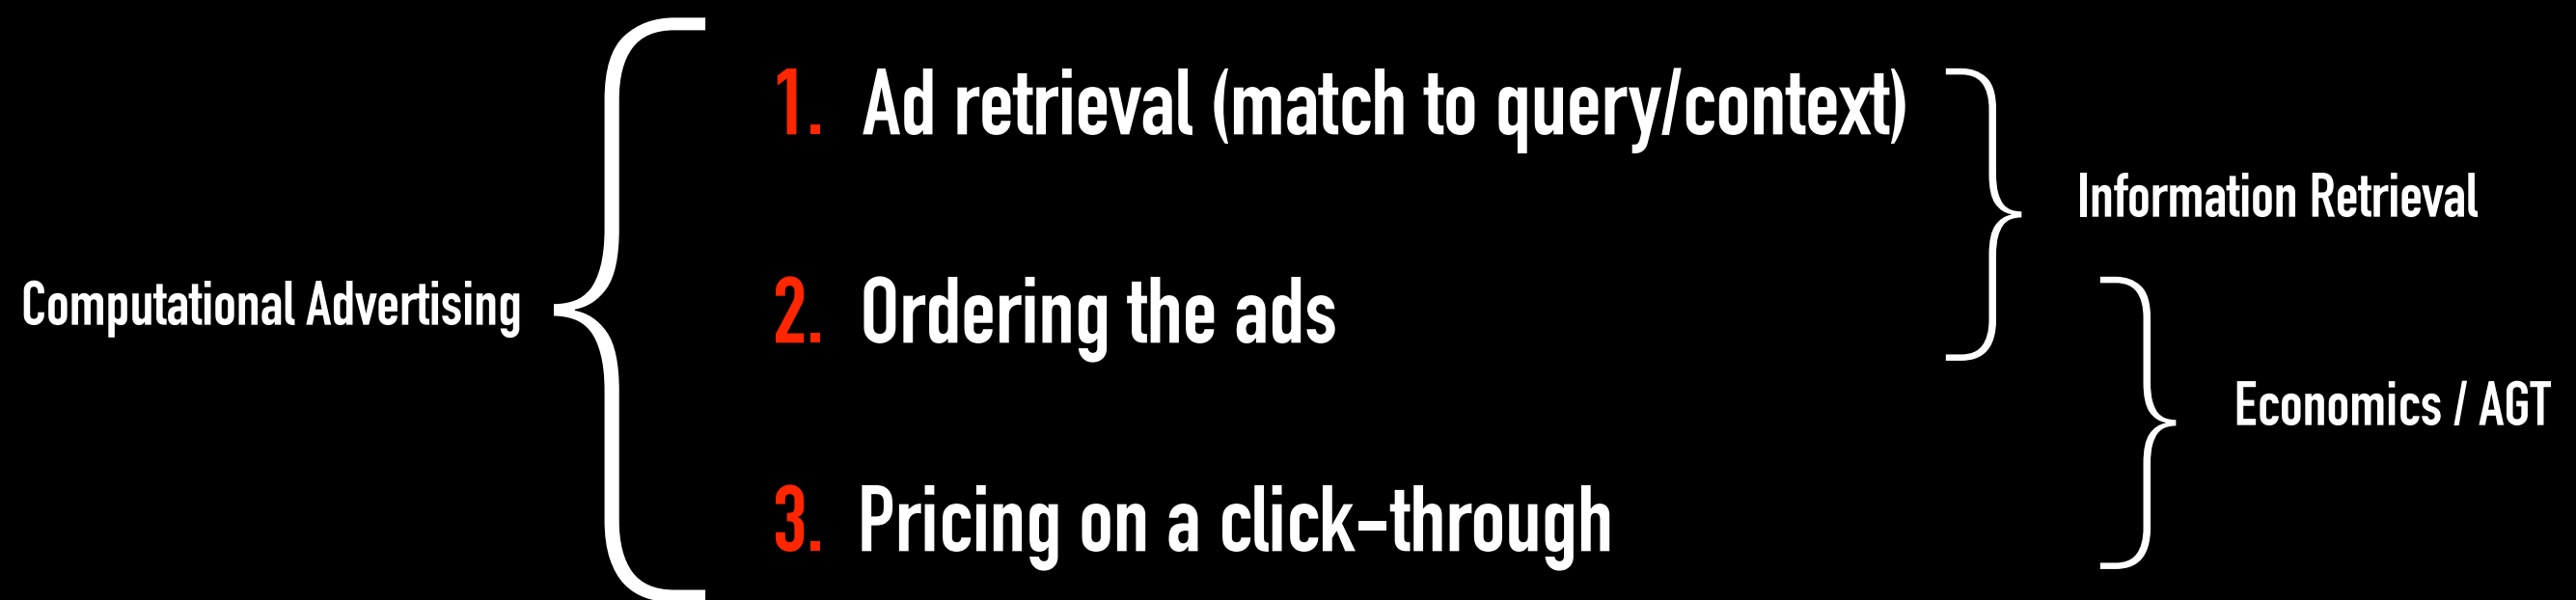 1. Ad retrieval (match to query/context)
Information Retrieval
Computational Advertising
2. Ordering the ads
Economics / AGT
3. Pricing on a click-through